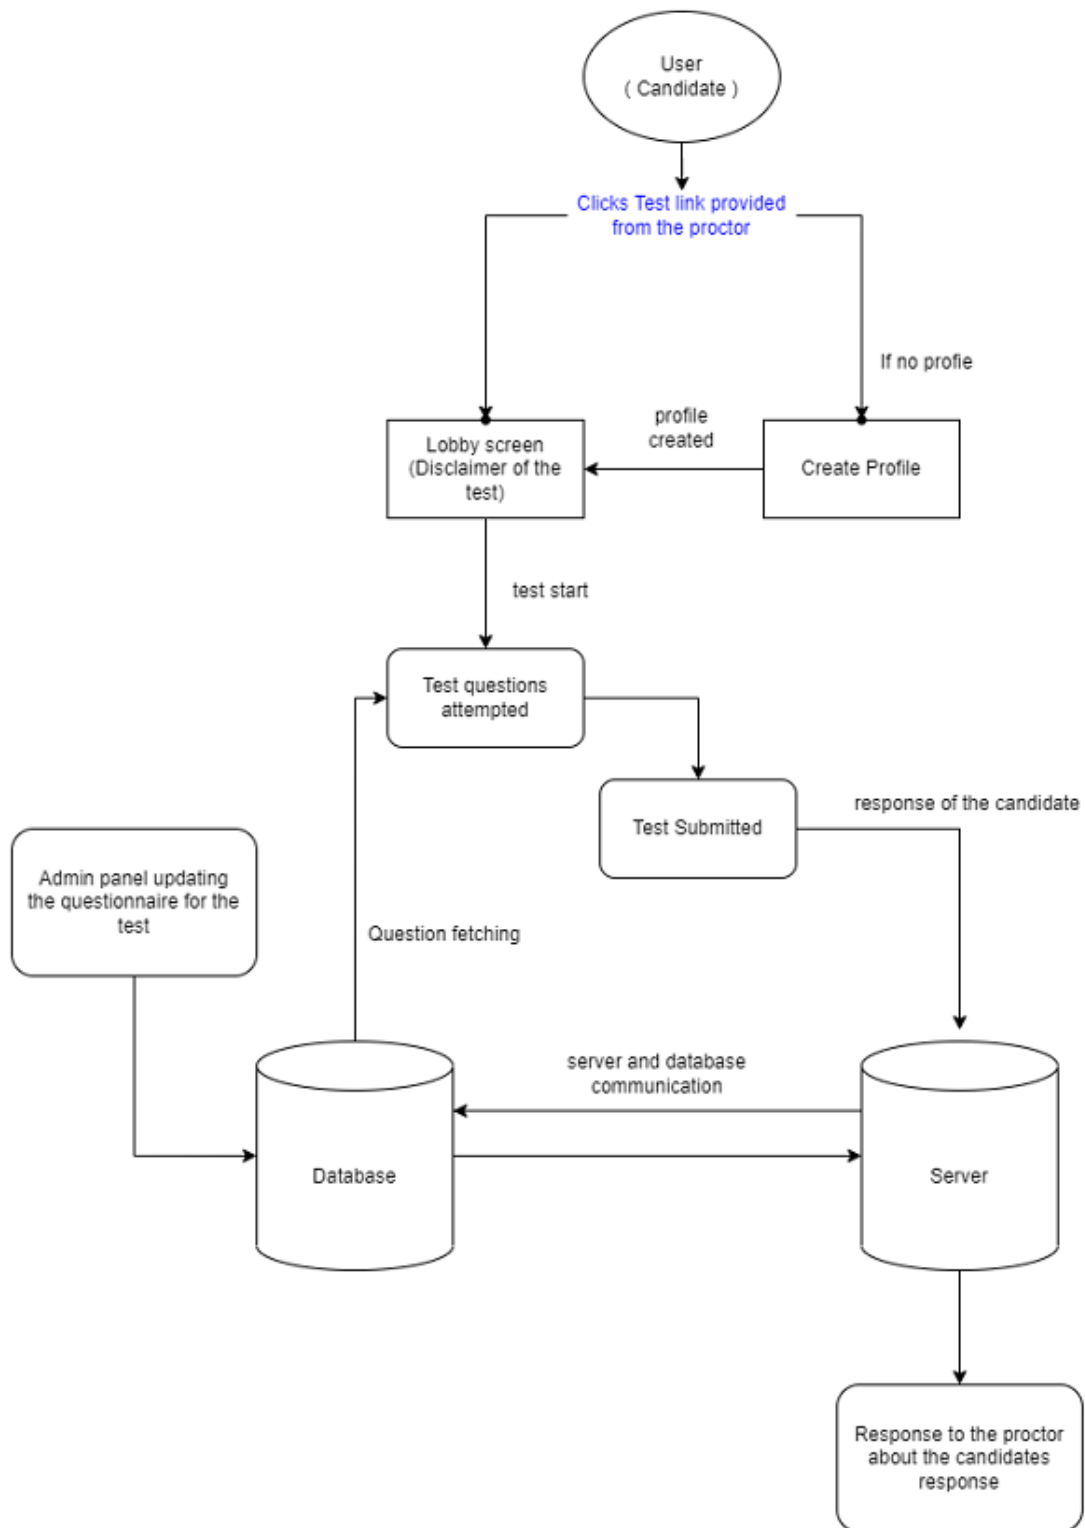 User
( Candidate )
Clicks Test link provided
from the proctor
If no profie
profile
created
Lobby screen
(Disclaimer of the
test)
Create Profile
test start
Test questions
attempted
Test Submitted
response of the candidate
Admin panel updating
the questionnaire for the
test
Question fetching
server and database
communication
Database
Server
Response to the proctor
about the candidates
response